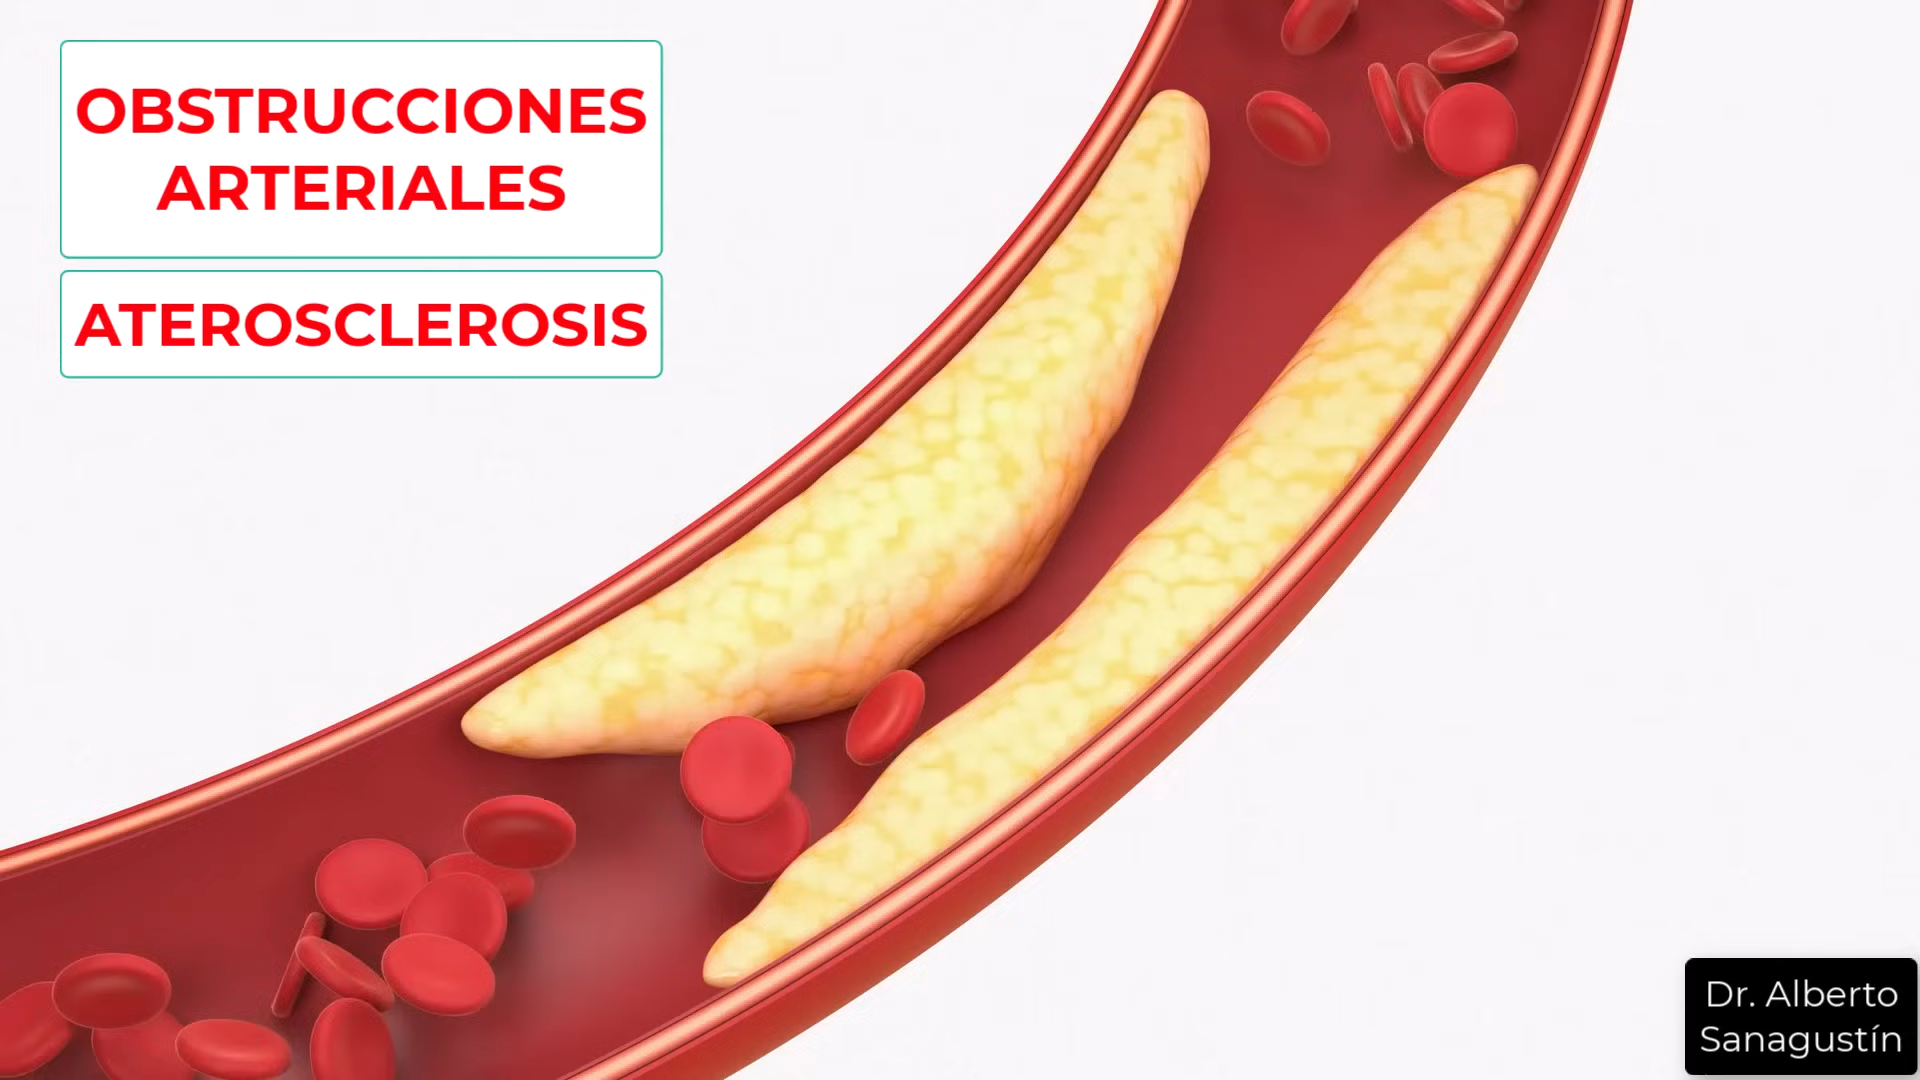 OBSTRUCCIONES
ARTERIALES
ATEROSCLEROSIS
Dr. Alberto
Sanagustín